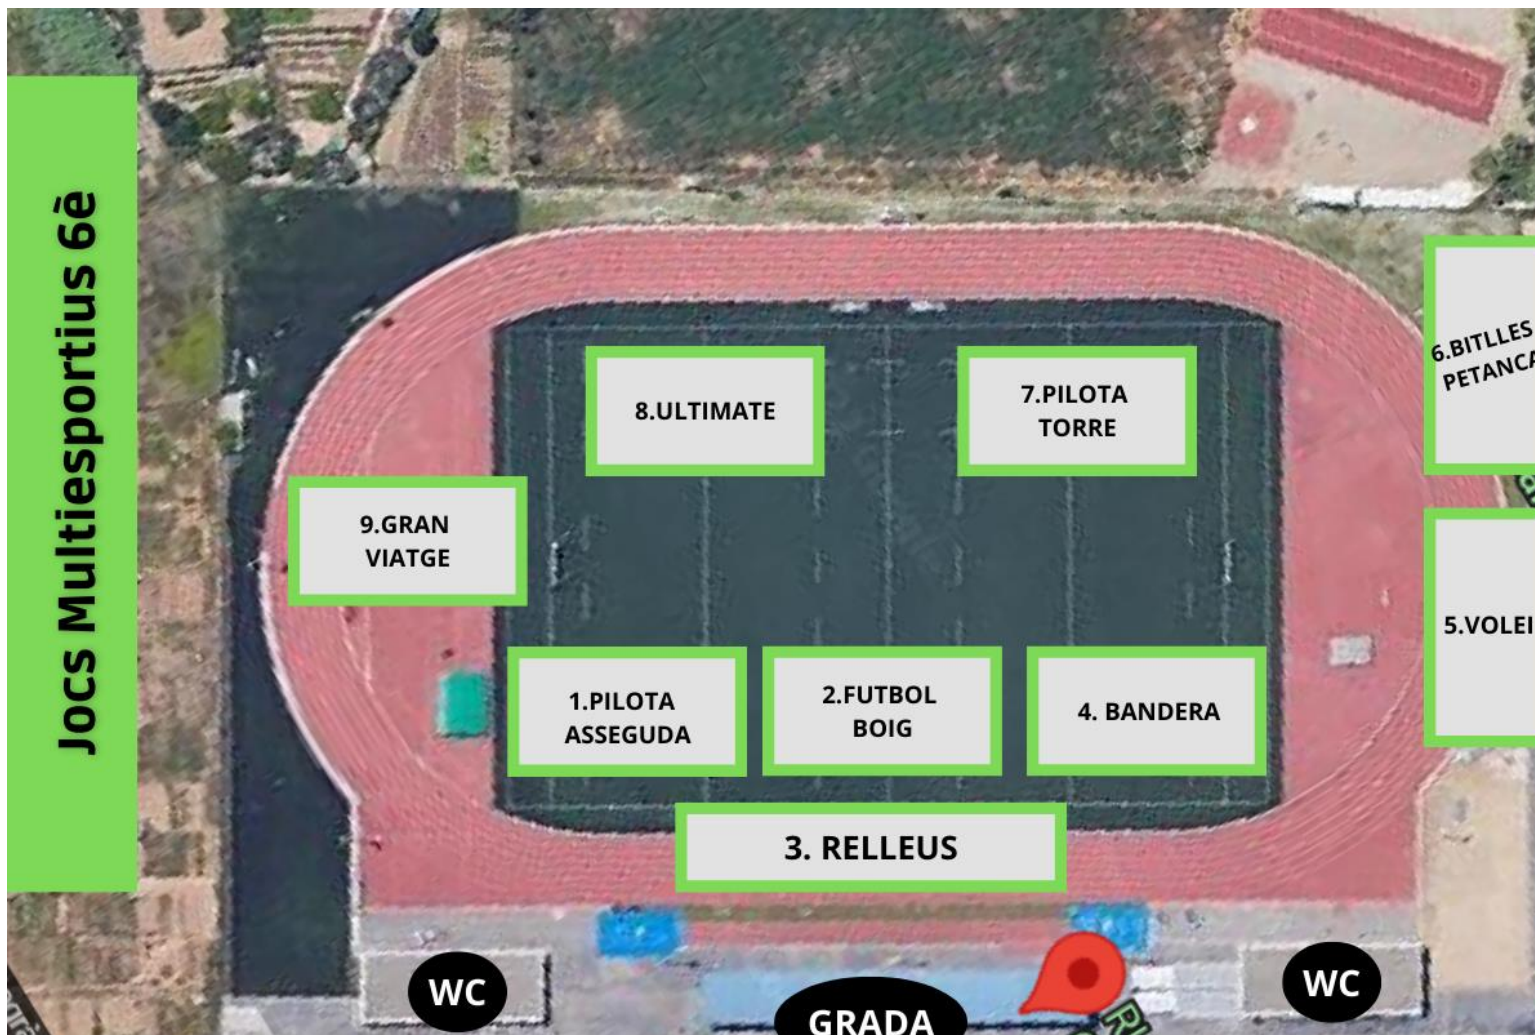 Jocs Multiesportius 6è
8.ULTIMATE
7.PILOTA
TORRE
6.BITLLES
PETANCA
9.GRAN
VIATGE
5.VOLEI
1.PILOTA
ASSEGUDA
2.FUTBOL
BOIG
4. BANDERA
3. RELLEUS
WC
WC
GRADA